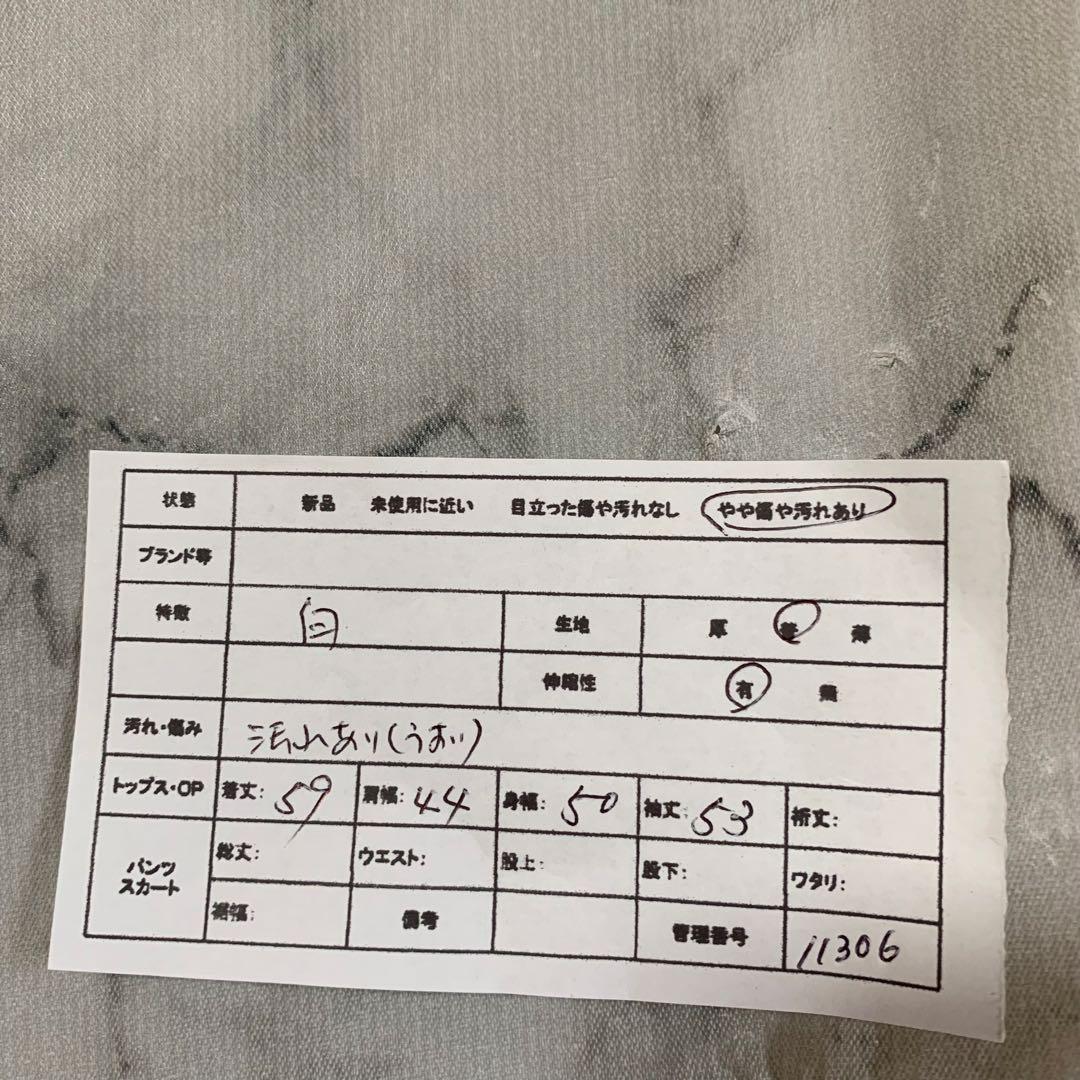 状態 新品 未使用に近い 目立った傷や汚れなし やや傷や汚れあり
ブランド等
特徴 白 生地 厚 普 薄
伸縮性 有 無
汚れ・傷み 汚れあり(うすい)
トップス・OP 着丈: 59 肩幅: 44 身幅: 50 袖丈: 53 裄丈:
パンツ スカート 総丈: ウエスト: 股上: 股下: ワタリ:
裾幅: 備考 管理番号 11306